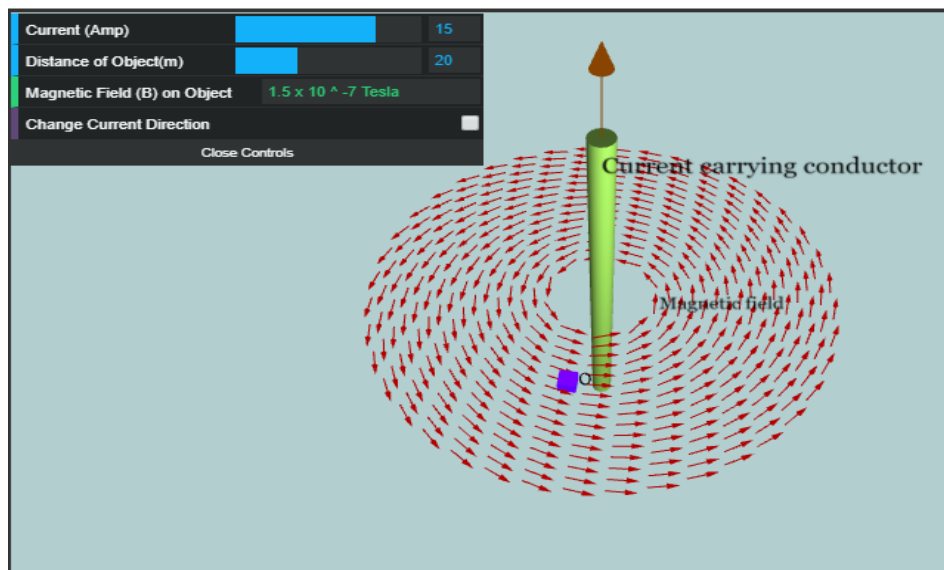 Current (Amp) 15
Distance of Object(m) 20
Magnetic Field (B) on Object 1.5 x 10 ^ -7 Tesla
Change Current Direction
Close Controls
Current carrying conductor
Magnetic field
O